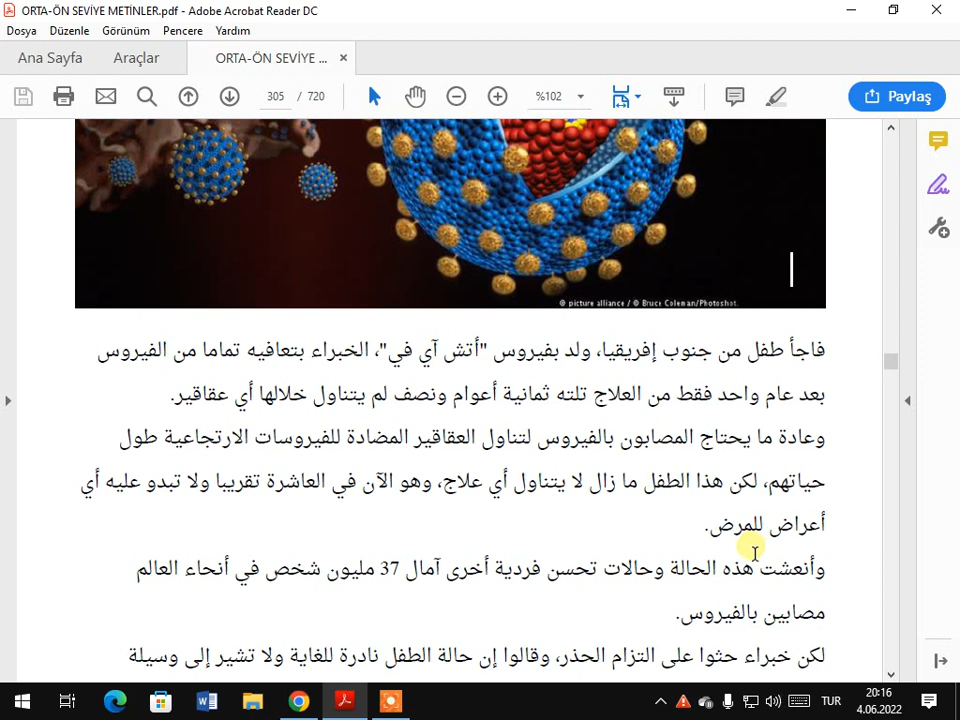 ORTA-ÖN SEVİYE METİNLER.pdf - Adobe Acrobat Reader DC
Dosya Düzenle Görünüm Pencere Yardım
Ana Sayfa Araçlar ORTA-ÖN SEVİYE ...
305 / 720 %102 Paylaş
© picture alliance / © Bruce Coleman/Photoshot.
فاجأ طفل من جنوب إفريقيا، ولد بفيروس "أتش آي في"، الخبراء بتعافيه تماما من الفيروس
بعد عام واحد فقط من العلاج تلته ثمانية أعوام ونصف لم يتناول خلالها أي عقاقير.
وعادة ما يحتاج المصابون بالفيروس لتناول العقاقير المضادة للفيروسات الارتجاعية طول
حياتهم، لكن هذا الطفل ما زال لا يتناول أي علاج، وهو الآن في العاشرة تقريبا ولا تبدو عليه أي
أعراض للمرض.
وأنعشت هذه الحالة وحالات تحسن فردية أخرى آمال 37 مليون شخص في أنحاء العالم
مصابين بالفيروس.
لكن خبراء حثوا على التزام الحذر، وقالوا إن حالة الطفل نادرة للغاية ولا تشير إلى وسيلة
TUR
20:16
4.06.2022